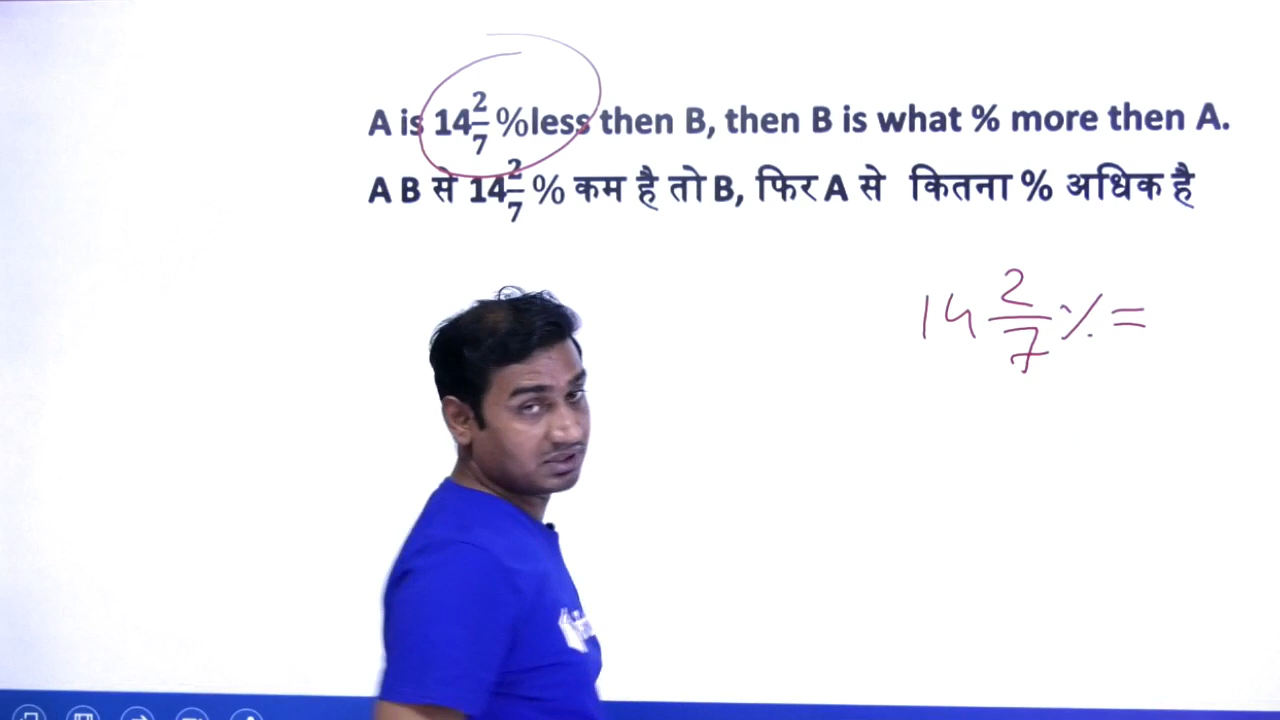 A is 14 2/7 %less then B, then B is what % more then A.
A B से 14 2/7 % कम है तो B, फिर A से कितना % अधिक है
14 2/7 % =